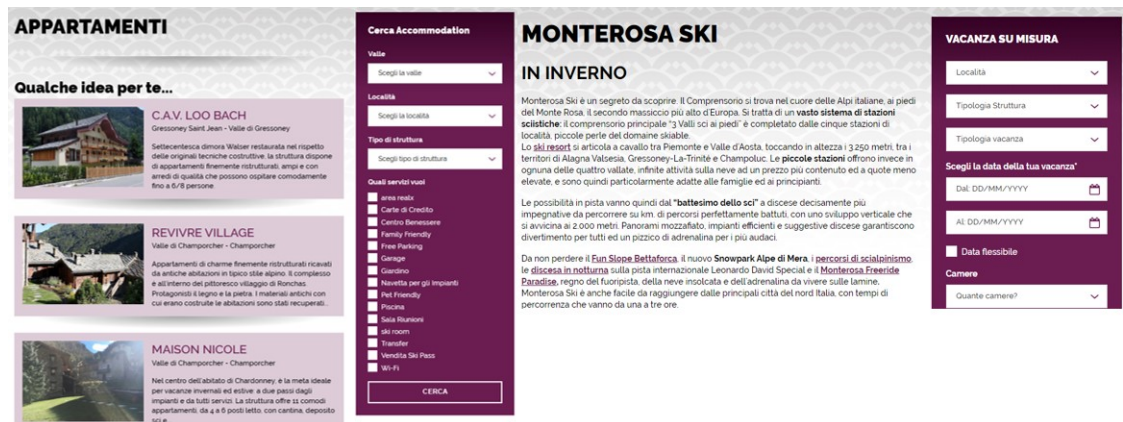 APPARTAMENTI
Qualche idea per te...
C.A.V. LOO BACH
Gressoney Saint Jean - Valle di Gressoney
Settecentesca dimora Walser restaurata nel rispetto
delle originali tecniche costruttive, la struttura dispone
di appartamenti finemente ristrutturati, ampi e con
arredi di qualità che possono ospitare comodamente
fino a 6/8 persone.
REVIVRE VILLAGE
Valle di Champorcher - Champorcher
Appartamenti di charme finemente ristrutturati ricavati
da antiche abitazioni in tipico stile alpino. Il complesso
è all'interno del pittoresco villaggio di Ronchas.
Protagonisti il legno e la pietra. I materiali antichi con
cui erano costruite le abitazioni sono stati recuperati...
MAISON NICOLE
Valle di Champorcher - Champorcher
Nel centro dell'abitato di Chardonney, è la meta ideale
per vacanze invernali ed estive: a due passi dagli
impianti e da tutti servizi. La struttura offre 11 comodi
appartamenti, da 4 a 6 posti letto, con cantina, deposito
sci e
Cerca Accommodation
Valle
Scegli la valle
Località
Scegli la località
Tipo di struttura
Scegli tipo di struttura
Quali servizi vuoi
area relax
Carte di Credito
Centro Benessere
Family Friendly
Free Parking
Garage
Giardino
Navetta per gli Impianti
Pet Friendly
Piscina
Sala Riunioni
ski room
Transfer
Vendita Ski Pass
Wi-Fi
CERCA
MONTEROSA SKI
IN INVERNO
Monterosa Ski è un segreto da scoprire. Il Comprensorio si trova nel cuore delle Alpi italiane, ai piedi
del Monte Rosa, il secondo massiccio più alto d'Europa. Si tratta di un vasto sistema di stazioni
sciistiche: il comprensorio principale "3 Valli sci ai piedi" è completato dalle cinque stazioni di
località, piccole perle del domaine skiable.
Lo ski resort si articola a cavallo tra Piemonte e Valle d'Aosta, toccando in altezza i 3.250 metri, tra i
territori di Alagna Valsesia, Gressoney-La-Trinité e Champoluc. Le piccole stazioni offrono invece in
ognuna delle quattro vallate, infinite attività sulla neve ad un prezzo più contenuto ed a quote meno
elevate, e sono quindi particolarmente adatte alle famiglie ed ai principianti.
Le possibilità in pista vanno quindi dal "battesimo dello sci" a discese decisamente più
impegnative da percorrere su km. di percorsi perfettamente battuti, con uno sviluppo verticale che
si avvicina ai 2.000 metri. Panorami mozzafiato, impianti efficienti e suggestive discese garantiscono
divertimento per tutti ed un pizzico di adrenalina per i più audaci.
Da non perdere il Fun Slope Bettaforca, il nuovo Snowpark Alpe di Mera, i percorsi di scialpinismo,
le discesa in notturna sulla pista internazionale Leonardo David Special e il Monterosa Freeride
Paradise, regno del fuoripista, della neve insolcata e dell'adrenalina da vivere sulle lamine.
Monterosa Ski è anche facile da raggiungere dalle principali città del nord Italia, con tempi di
percorrenza che vanno da una a tre ore.
VACANZA SU MISURA
Località
Tipologia Struttura
Tipologia vacanza
Scegli la data della tua vacanza*
Dal: DD/MM/YYYY
Al: DD/MM/YYYY
Data flessibile
Camere
Quante camere?